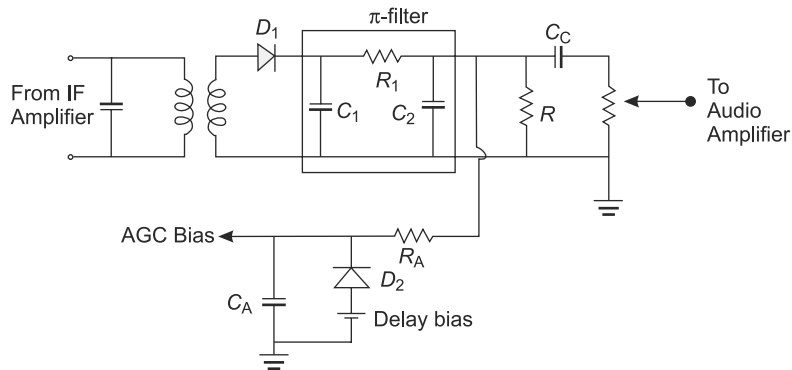 π-filter
D1
CC
From IF
Amplifier
R1
C1
C2
R
To
Audio
Amplifier
AGC Bias
RA
D2
CA
Delay bias